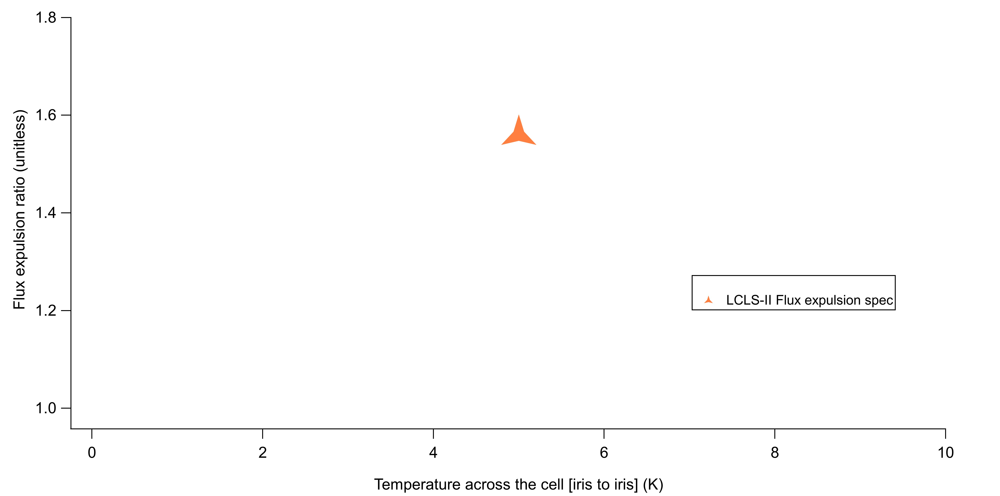 1.8
1.6
1.4
1.2
1.0
Flux expulsion ratio (unitless)
LCLS-II Flux expulsion spec
0 2 4 6 8 10
Temperature across the cell [iris to iris] (K)